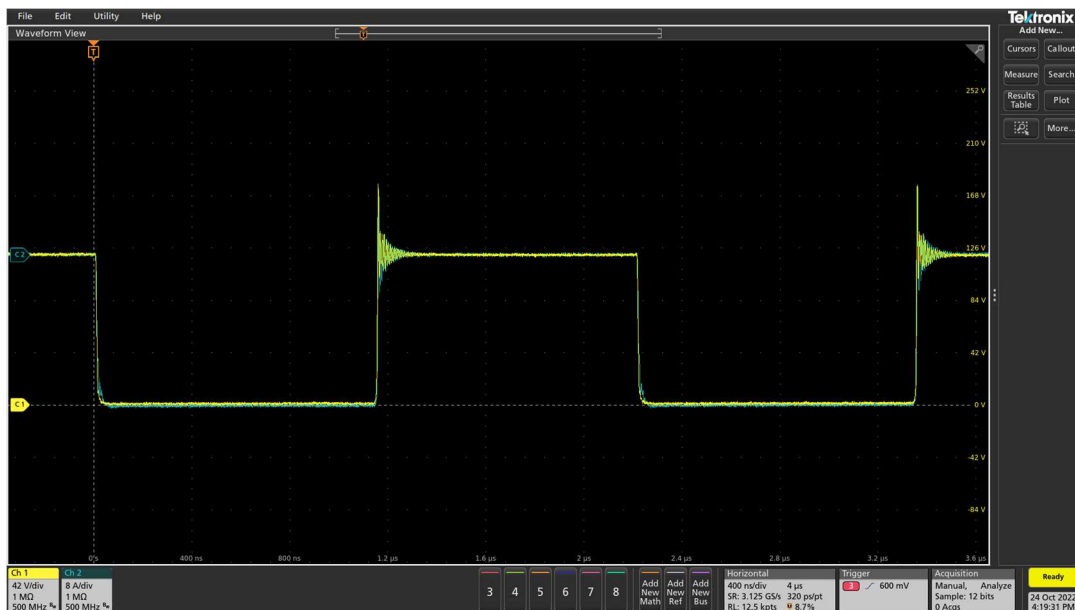 File Edit Utility Help
Tektronix
Waveform View
Add New...
T
T
Cursors Callout
Measure Search
Results Table Plot
More...
252 V
210 V
168 V
C 2
126 V
84 V
42 V
C 1
0 V
-42 V
-84 V
0 s 400 ns 800 ns 1.2 µs 1.6 µs 2 µs 2.4 µs 2.8 µs 3.2 µs 3.6 µs
Ch 1
42 V/div
1 MΩ
500 MHz
Ch 2
8 A/div
1 MΩ
500 MHz
3 4 5 6 7 8
Add New Math
Add New Ref
Add New Bus
Horizontal
400 ns/div 4 µs
SR: 3.125 GS/s 320 ps/pt
RL: 12.5 kpts 8.7%
Trigger
3 600 mV
Acquisition
Manual, Analyze
Sample: 12 bits
0 Acqs
Ready
24 Oct 2022
4:19:31 PM